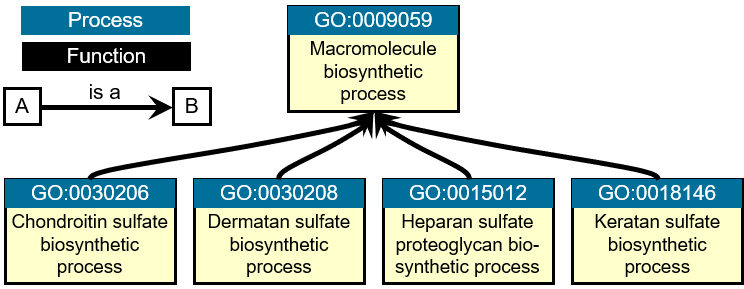 Process
Function
A
is a
B
GO:0009059
Macromolecule
biosynthetic
process
GO:0030206
Chondroitin sulfate
biosynthetic
process
GO:0030208
Dermatan sulfate
biosynthetic
process
GO:0015012
Heparan sulfate
proteoglycan bio-
synthetic process
GO:0018146
Keratan sulfate
biosynthetic
process